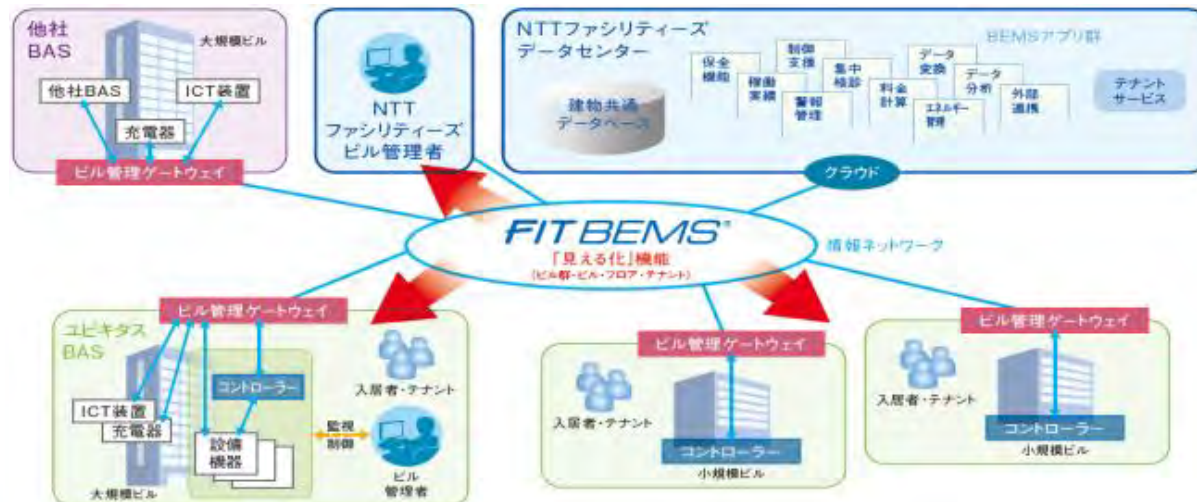 他社
BAS
大規模ビル
他社BAS
ICT装置
充電器
ビル管理ゲートウェイ
NTT
ファシリティーズ
ビル管理者
NTTファシリティーズ
データセンター
BEMSアプリ群
建物共通
データベース
保全
機能
稼働
実績
制御
支援
警報
管理
集中
検診
料金
計算
データ
変換
エネルギー
管理
データ
分析
外部
連携
テナント
サービス
クラウド
FIT BEMS®
「見える化」機能
(ビル群-ビル・フロア・テナント)
情報ネットワーク
ビル管理ゲートウェイ
ユビキタス
BAS
ICT装置
充電器
コントローラー
設備
機器
大規模ビル
監視
制御
入居者・テナント
ビル
管理者
ビル管理ゲートウェイ
入居者・テナント
コントローラー
小規模ビル
ビル管理ゲートウェイ
入居者・テナント
コントローラー
小規模ビル